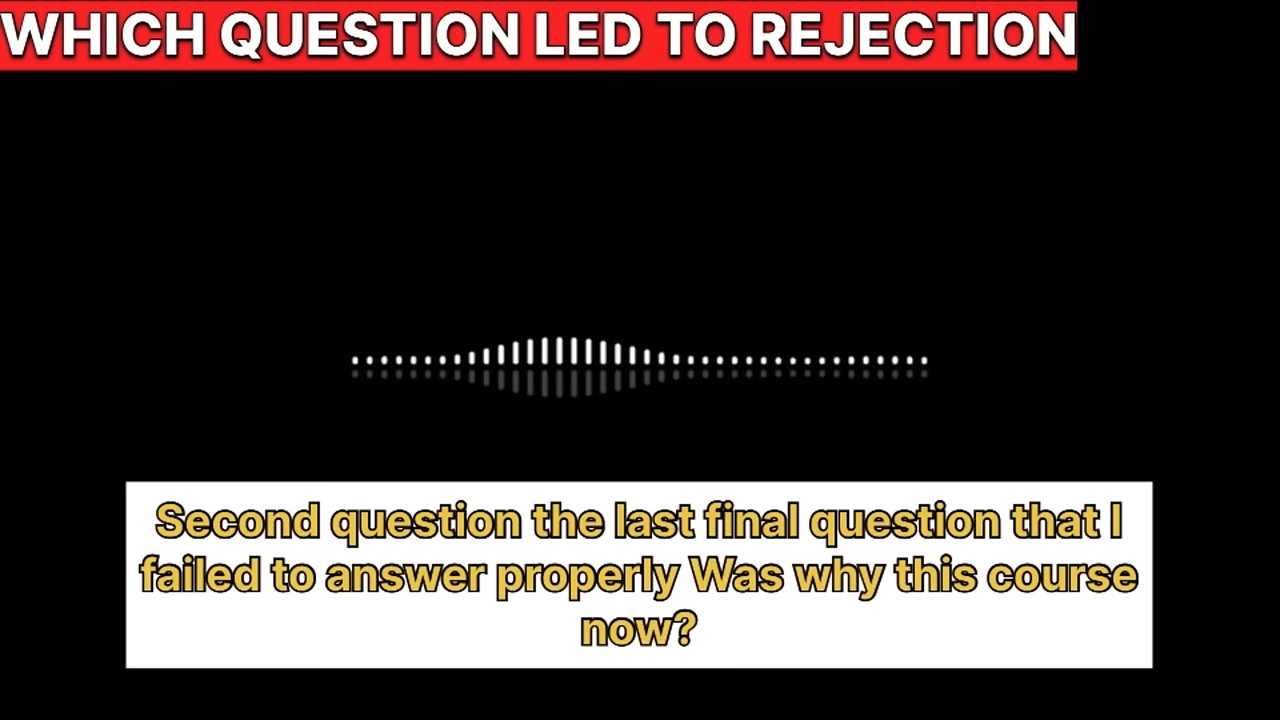 WHICH QUESTION LED TO REJECTION
Second question the last final question that I
failed to answer properly Was why this course
now?